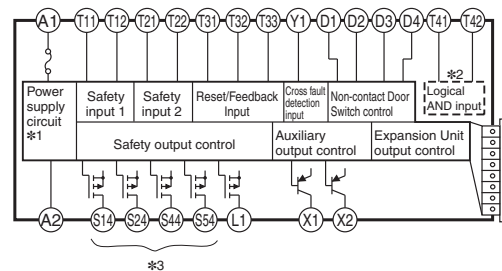 A1 T11 T12 T21 T22 T31 T32 T33 Y1 D1 D2 D3 D4 T41 T42
*2
Power
supply
circuit
*1
Safety
input 1
Safety
input 2
Reset/Feedback
Input
Cross fault
detection
input
Non-contact Door
Switch control
Logical
AND input
Safety output control
Auxiliary
output control
Expansion Unit
output control
A2 S14 S24 S44 S54 L1 X1 X2
*3